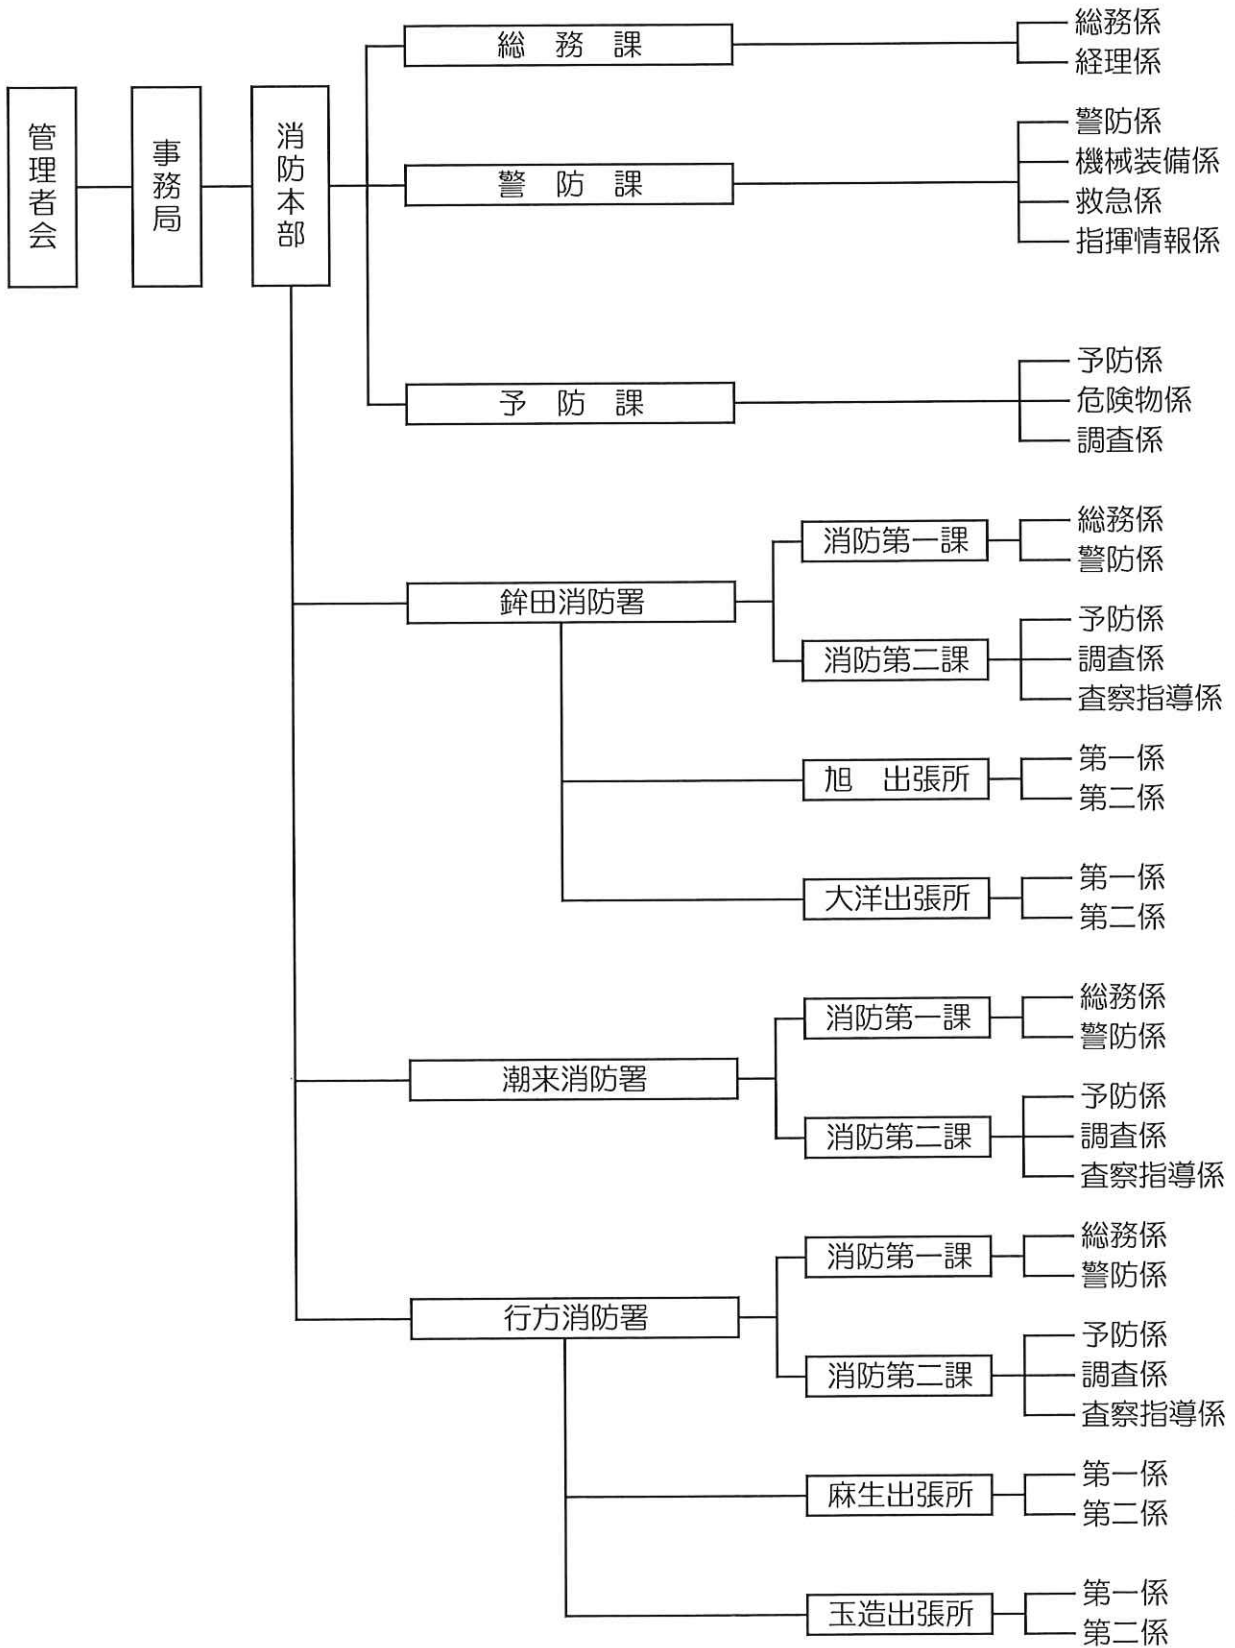 管理者会
事務局
消防本部
総　務　課
総務係
経理係
警　防　課
警防係
機械装備係
救急係
指揮情報係
予　防　課
予防係
危険物係
調査係
鉾田消防署
消防第一課
総務係
警防係
消防第二課
予防係
調査係
査察指導係
旭　出張所
第一係
第二係
大洋出張所
第一係
第二係
潮来消防署
消防第一課
総務係
警防係
消防第二課
予防係
調査係
査察指導係
行方消防署
消防第一課
総務係
警防係
消防第二課
予防係
調査係
査察指導係
麻生出張所
第一係
第二係
玉造出張所
第一係
第二係